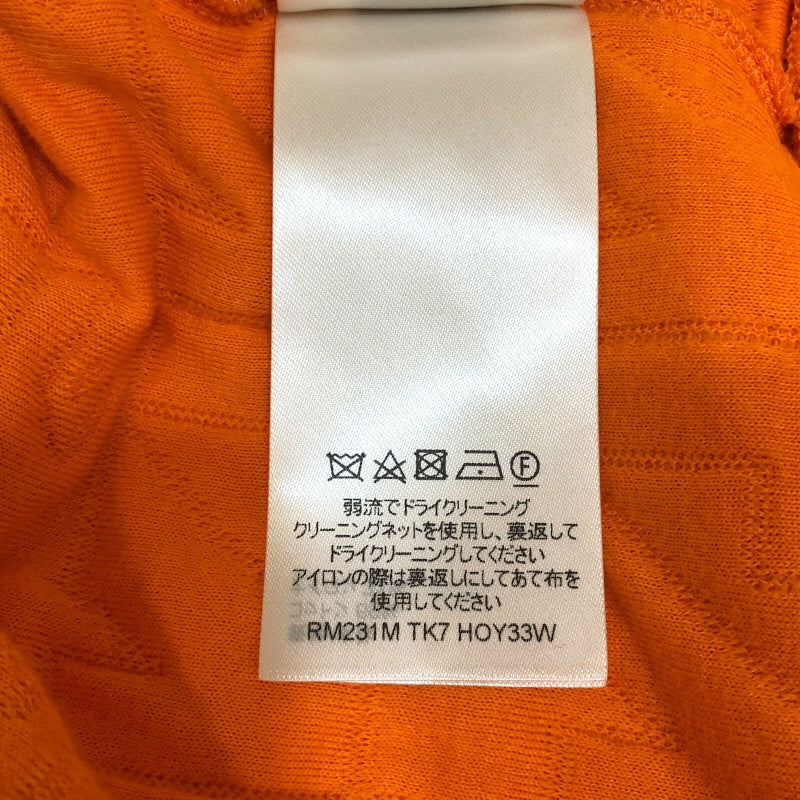 F
弱流でドライクリーニング
クリーニングネットを使用し、裏返して
ドライクリーニングしてください
アイロンの際は裏返しにしてあて布を
使用してください
RM231M TK7 HOY33W